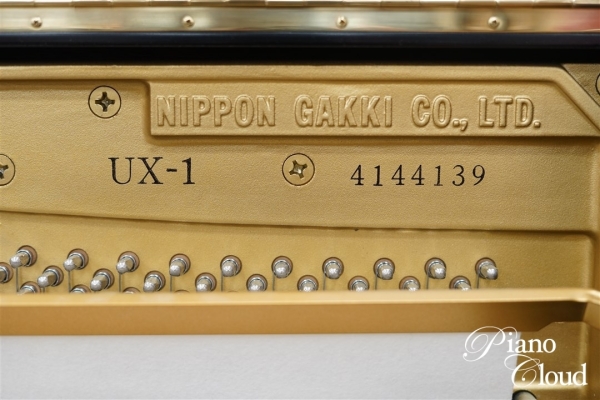 NIPPON GAKKI CO., LTD.
UX-1 4144139
Piano
Cloud